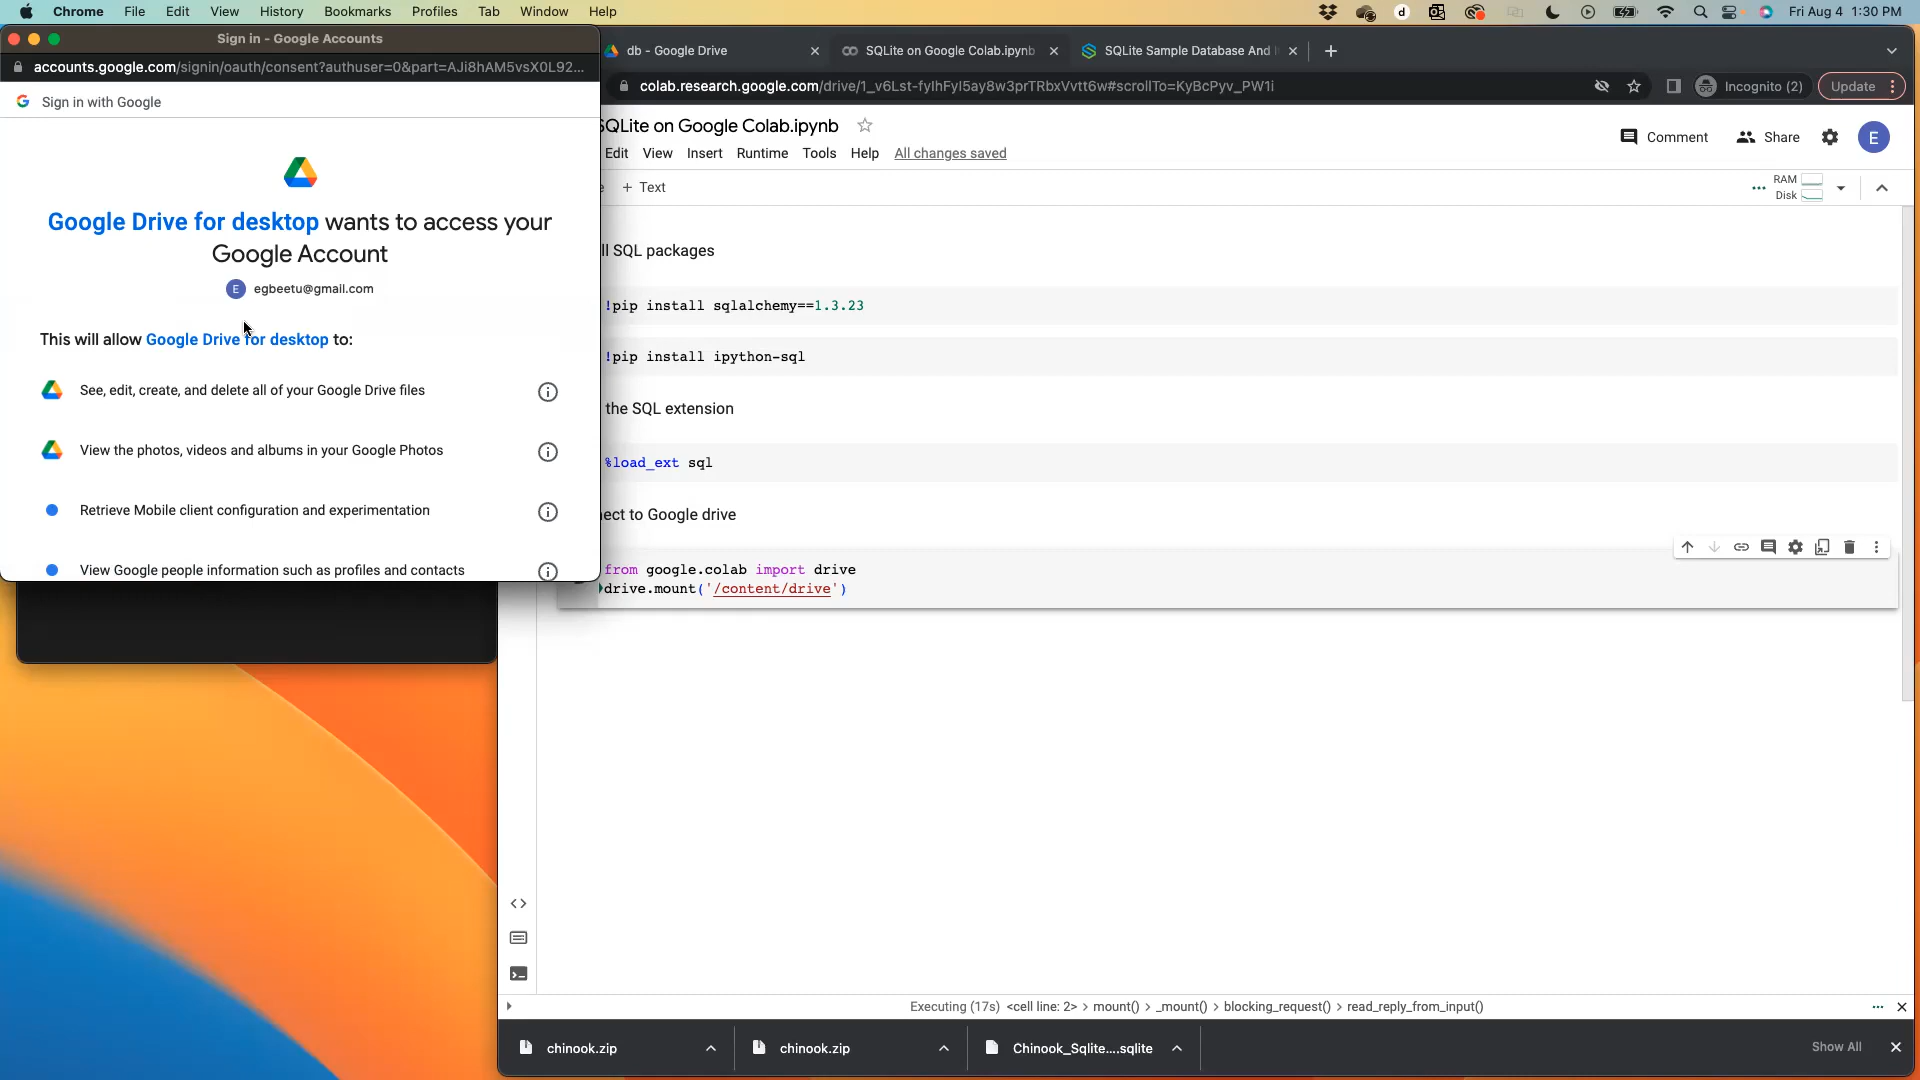 Chrome File Edit View History Bookmarks Profiles Tab Window Help
Fri Aug 4 1:30 PM
Sign in - Google Accounts
accounts.google.com/signin/oauth/consent?authuser=0&part=AJi8hAM5vsX0L92...
Sign in with Google
Google Drive for desktop wants to access your
Google Account
E egbeetu@gmail.com
This will allow Google Drive for desktop to:
See, edit, create, and delete all of your Google Drive files
View the photos, videos and albums in your Google Photos
Retrieve Mobile client configuration and experimentation
View Google people information such as profiles and contacts
db - Google Drive
SQLite on Google Colab.ipynb
SQLite Sample Database And
colab.research.google.com/drive/1_v6Lst-fylhFyI5ay8w3prTRbxVvtt6w#scrollTo=KyBcPyv_PW1i
Incognito (2)
Update
SQLite on Google Colab.ipynb
Edit View Insert Runtime Tools Help All changes saved
Comment
Share
E
+ Text
RAM
Disk
ll SQL packages
!pip install sqlalchemy==1.3.23
!pip install ipython-sql
the SQL extension
%load_ext sql
ect to Google drive
from google.colab import drive
drive.mount('/content/drive')
Executing (17s) <cell line: 2> > mount() > _mount() > blocking_request() > read_reply_from_input()
chinook.zip
chinook.zip
Chinook_Sqlite....sqlite
Show All